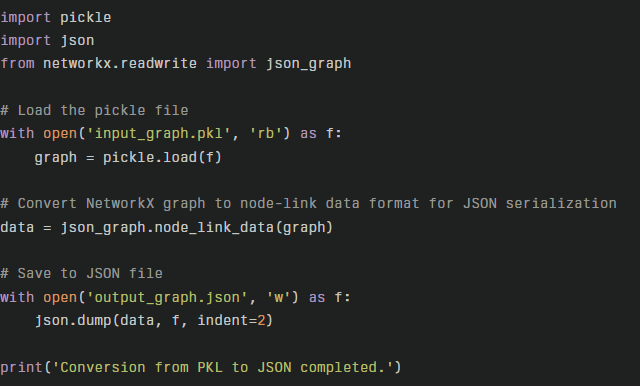 import pickle
import json
from networkx.readwrite import json_graph

# Load the pickle file
with open('input_graph.pkl', 'rb') as f:
    graph = pickle.load(f)

# Convert NetworkX graph to node-link data format for JSON serialization
data = json_graph.node_link_data(graph)

# Save to JSON file
with open('output_graph.json', 'w') as f:
    json.dump(data, f, indent=2)

print('Conversion from PKL to JSON completed.')